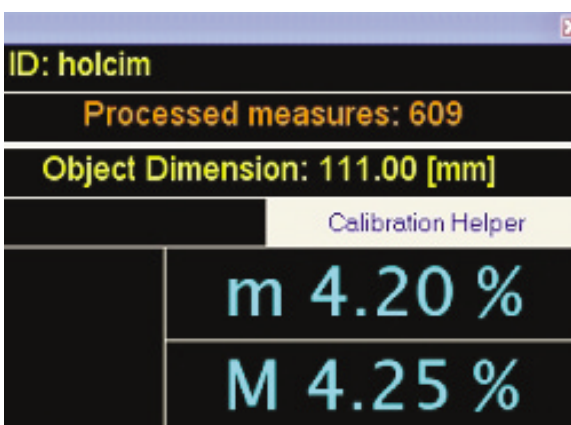 ID: holcim
Processed measures: 609
Object Dimension: 111.00 [mm]
Calibration Helper
m 4.20 %
M 4.25 %